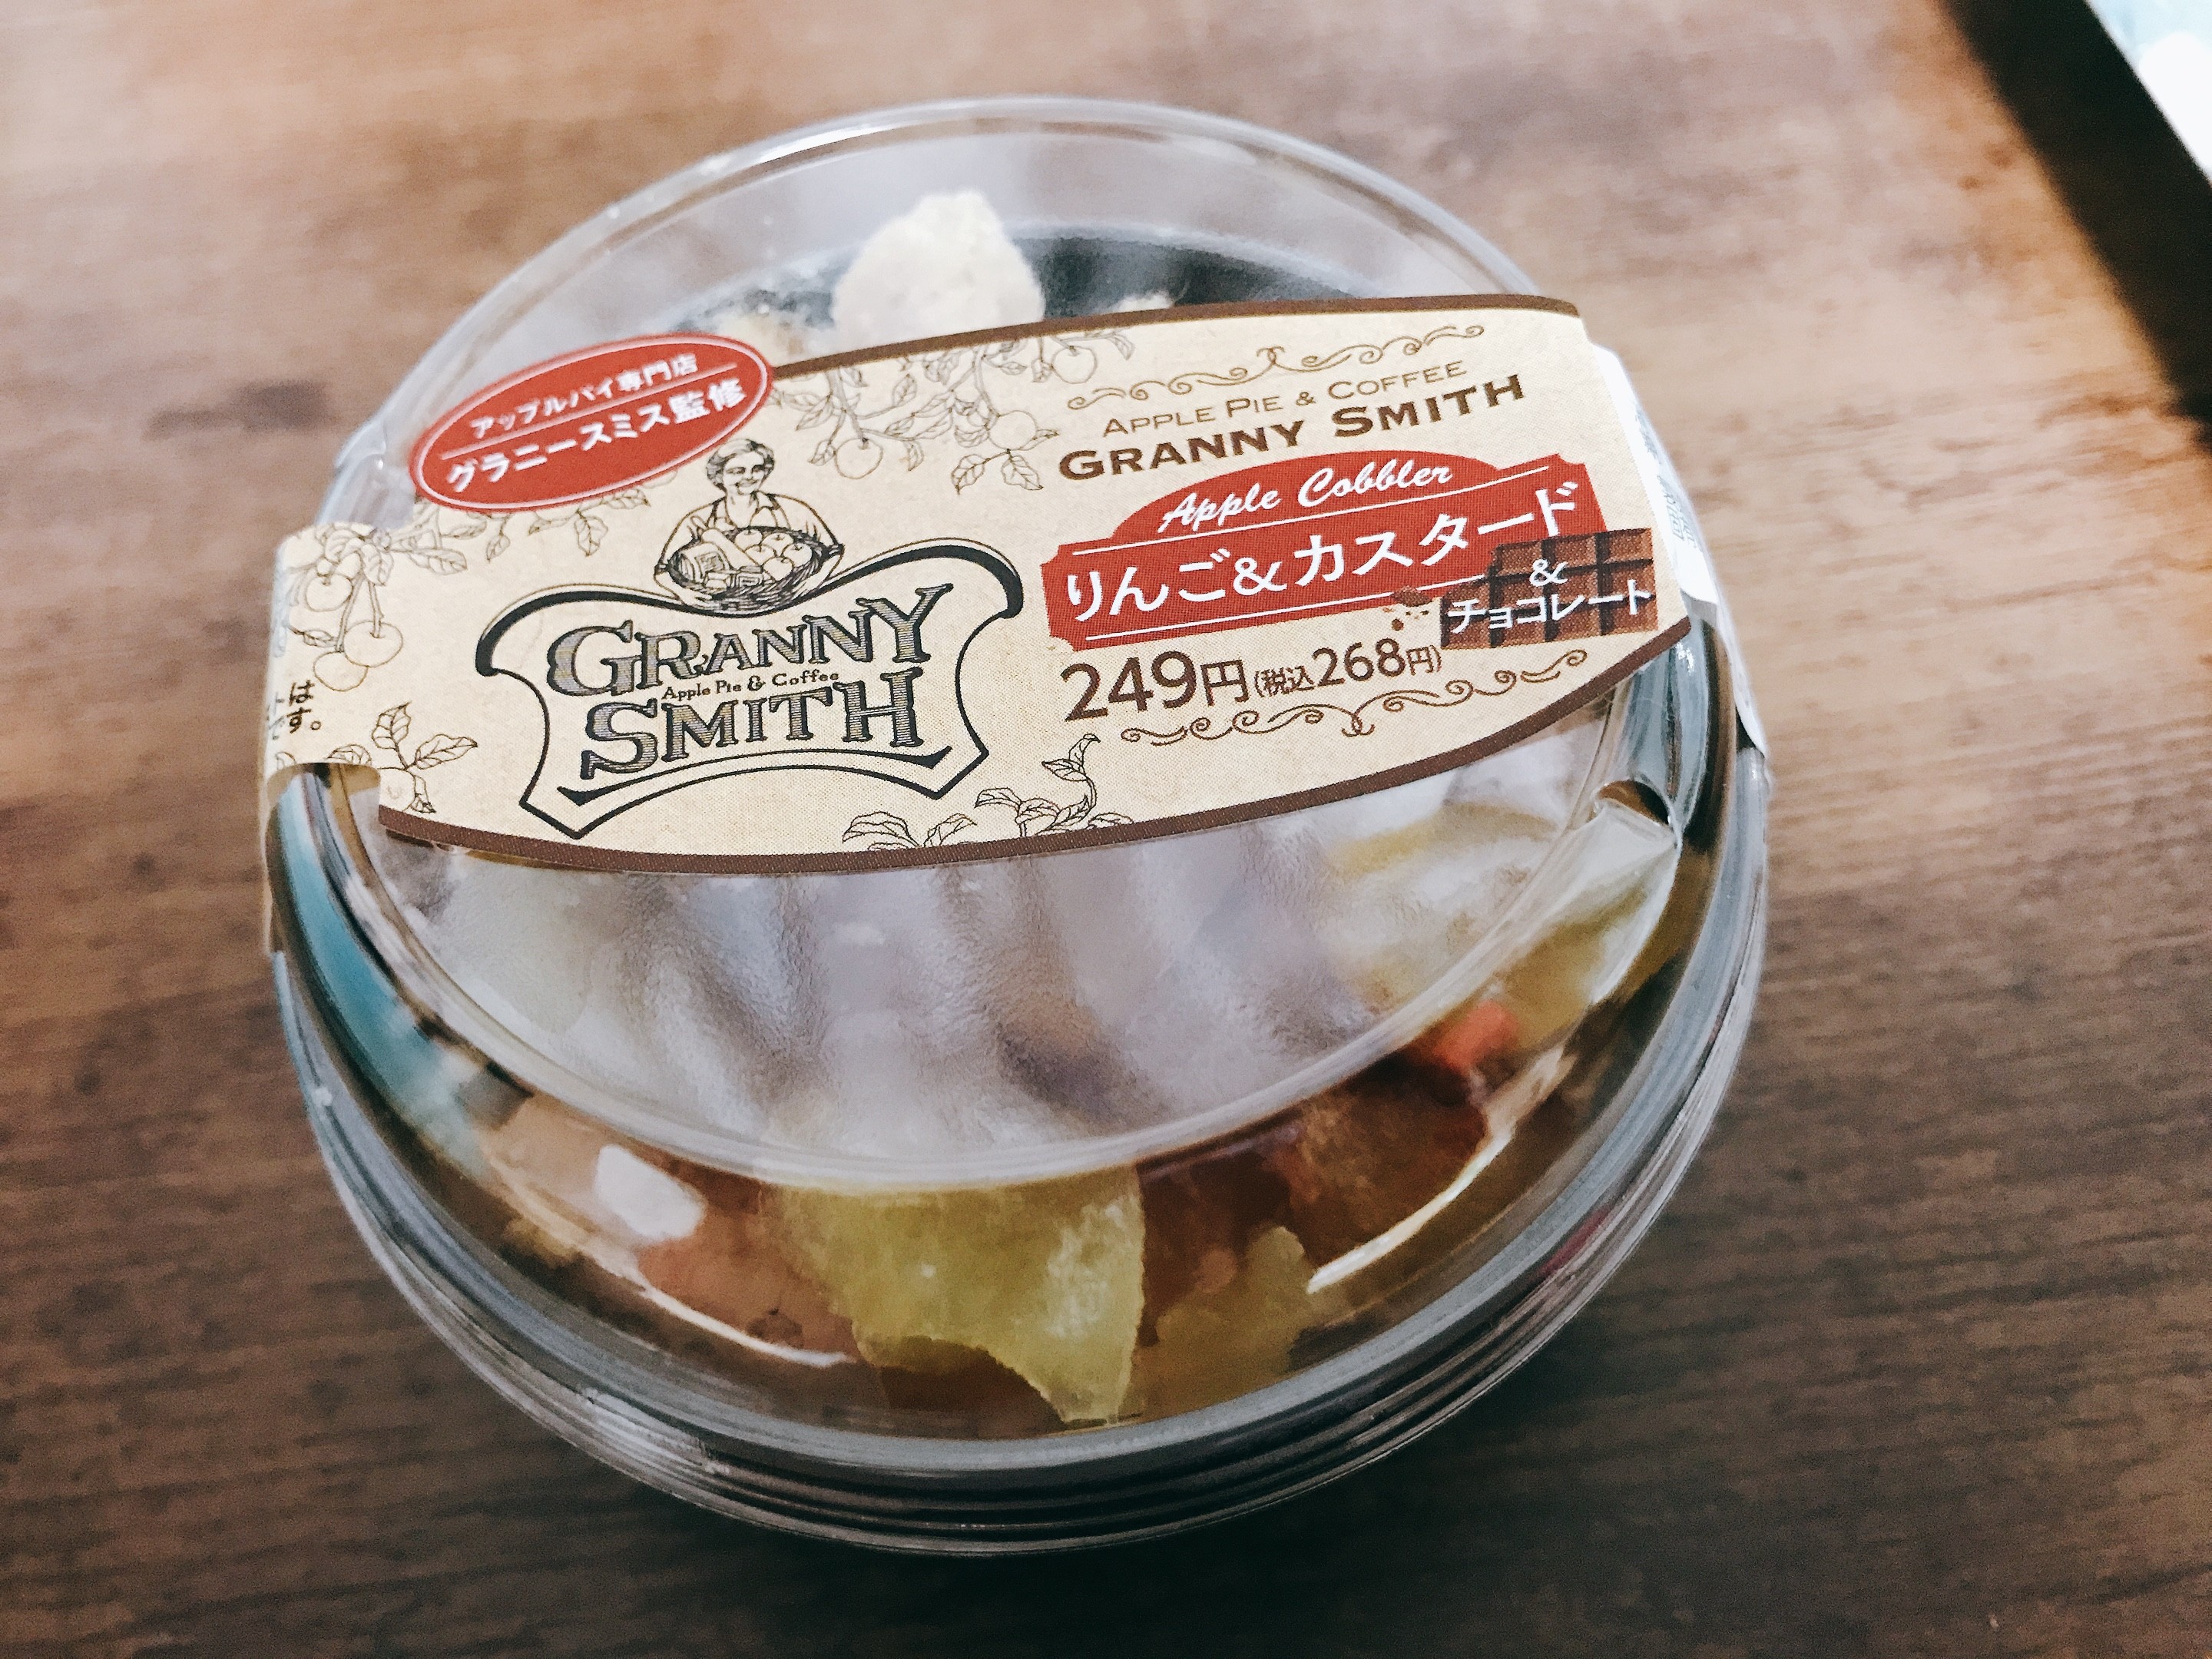 アップルパイ専門店
グラニースミス監修
GRANNY
Apple Pie & Coffee
SMITH
APPLE PIE & COFFEE
GRANNY SMITH
Apple Cobbler
りんご&カスタード
&
チョコレート
249円(税込268円)
は
す。